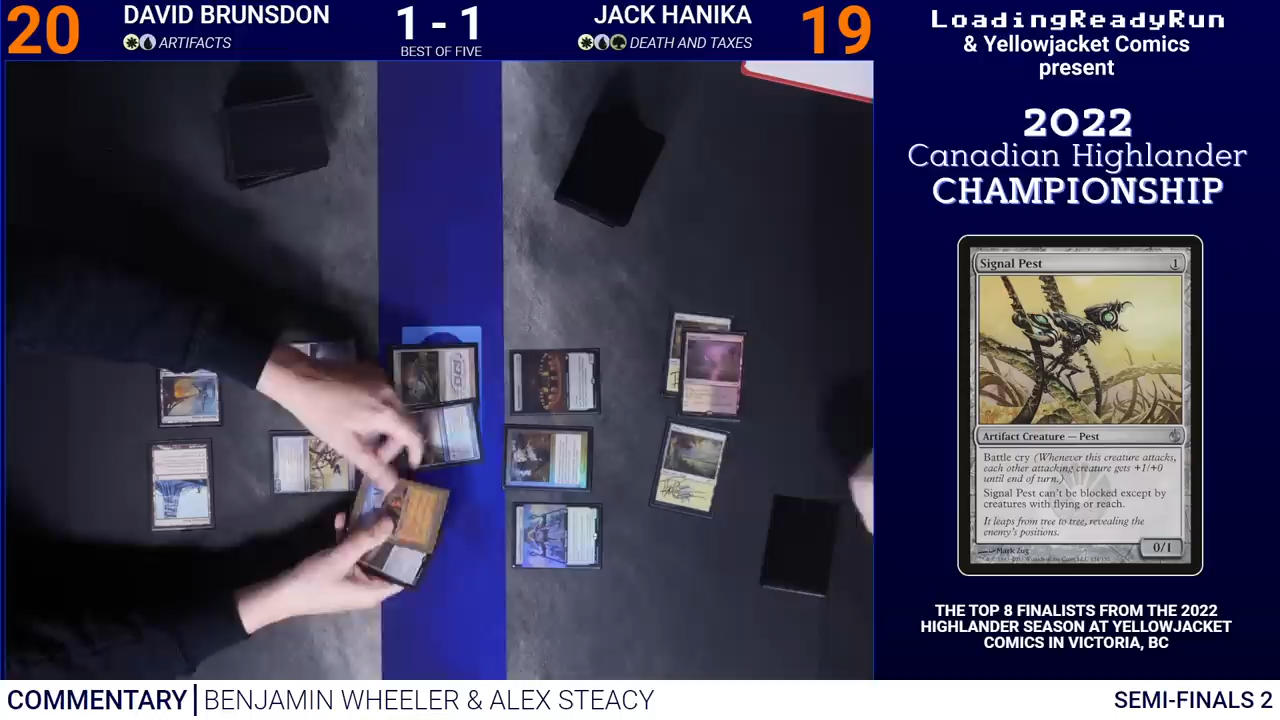 20
DAVID BRUNSDON
ARTIFACTS
1 - 1
BEST OF FIVE
JACK HANIKA
DEATH AND TAXES
19
LoadingReadyRun
& Yellowjacket Comics
present
2022
Canadian Highlander
CHAMPIONSHIP
Signal Pest
1
Artifact Creature — Pest
Battle cry (Whenever this creature attacks,
each other attacking creature gets +1/+0
until end of turn.)
Signal Pest can't be blocked except by
creatures with flying or reach.
It leaps from tree to tree, revealing the
enemy's positions.
Mark Zug
0/1
THE TOP 8 FINALISTS FROM THE 2022
HIGHLANDER SEASON AT YELLOWJACKET
COMICS IN VICTORIA, BC
COMMENTARY | BENJAMIN WHEELER & ALEX STEACY
SEMI-FINALS 2